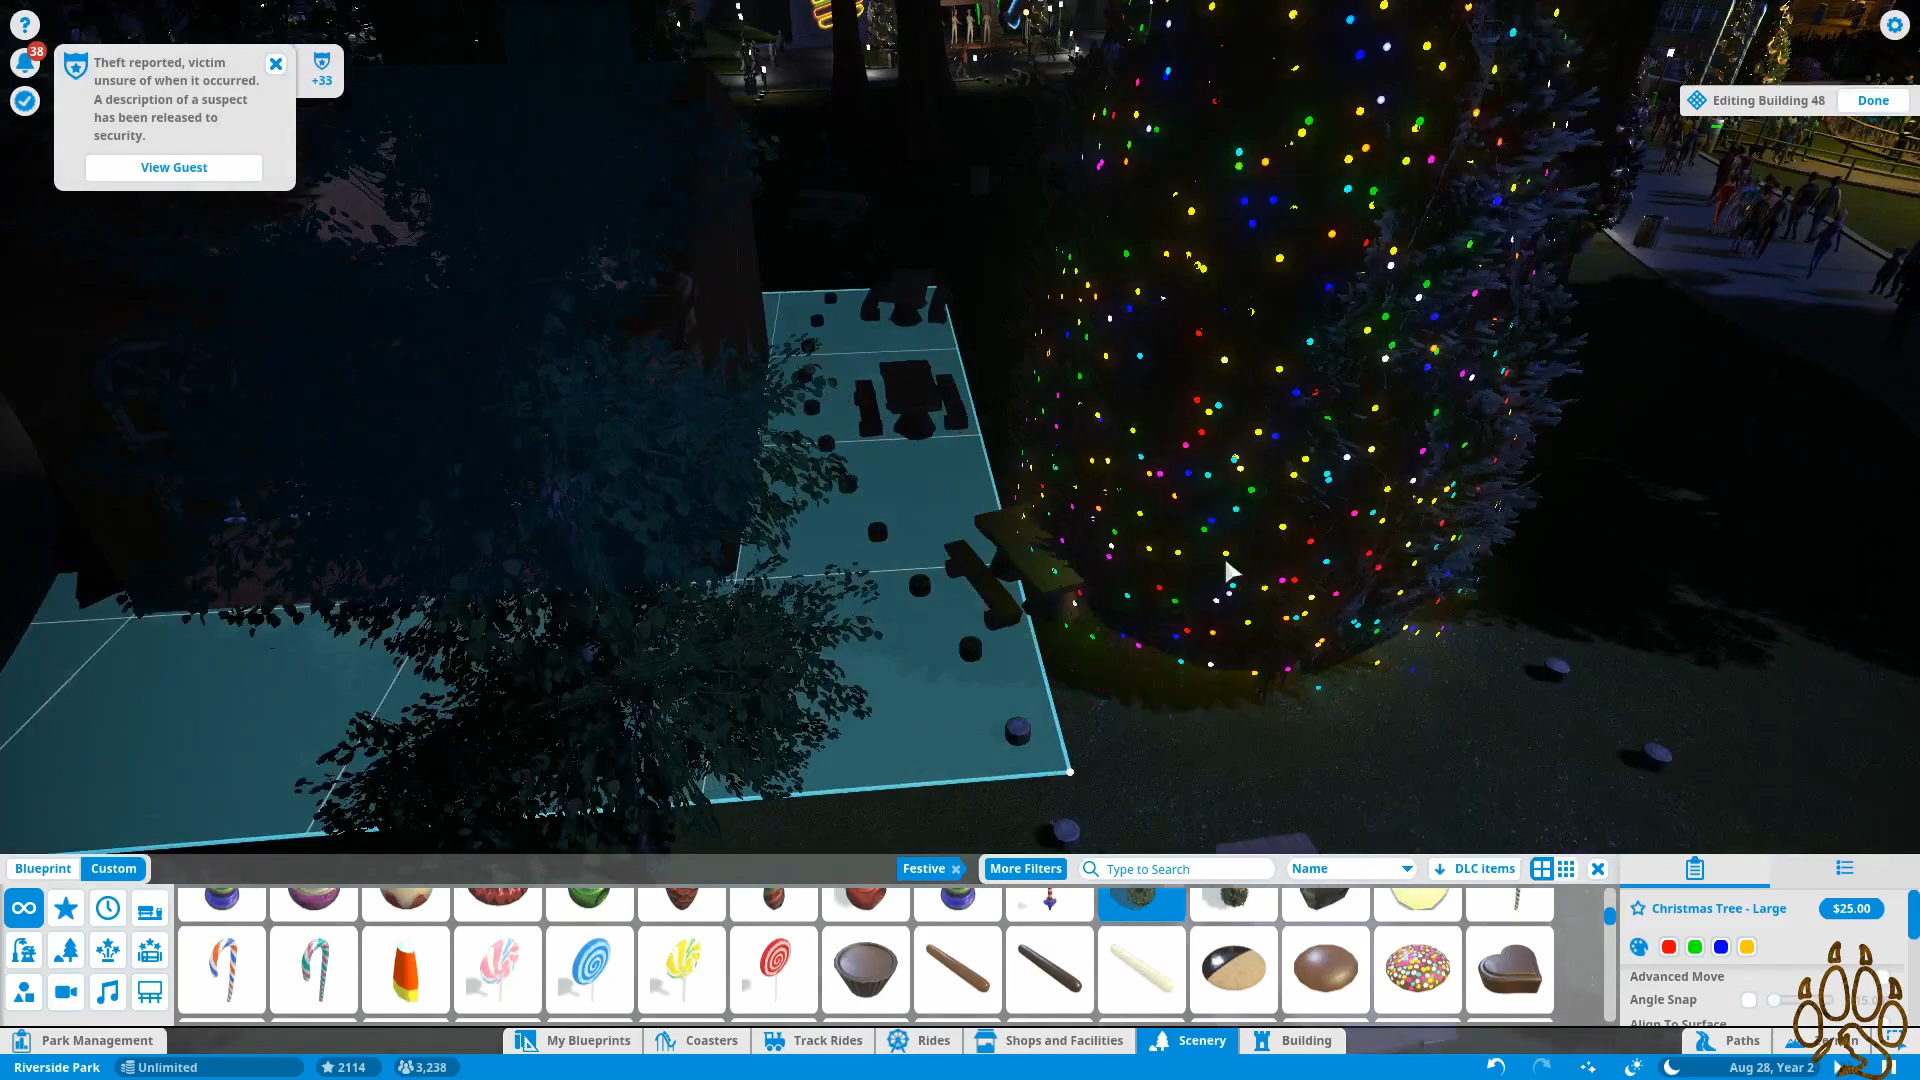 ?
38
Theft reported, victim
unsure of when it occurred.
A description of a suspect
has been released to
security.
View Guest
+33
Editing Building 48
Done
Blueprint
Custom
Festive
More Filters
Type to Search
Name
DLC items
Christmas Tree - Large
$25.00
Advanced Move
Angle Snap
Align To Surface
Park Management
My Blueprints
Coasters
Track Rides
Rides
Shops and Facilities
Scenery
Building
Paths
Riverside Park
Unlimited
2114
3,238
Aug 28, Year 2